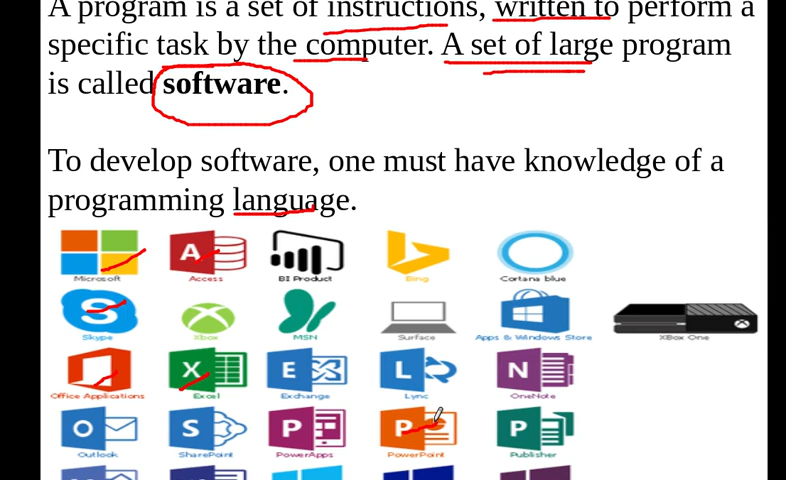 A program is a set of instructions, written to perform a
specific task by the computer. A set of large program
is called software.
To develop software, one must have knowledge of a
programming language.
Microsoft Access BI Product Bing Cortana blue
Skype Xbox MSN Surface Apps & Windows Store XBox One
Office Applications Excel Exchange Lync OneNote
Outlook SharePoint PowerApps PowerPoint Publisher